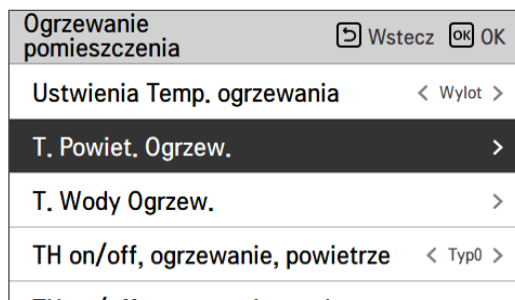 Ogrzewanie
pomieszczenia
Wstecz OK OK
Ustwienia Temp. ogrzewania < Wylot >
T. Powiet. Ogrzew. >
T. Wody Ogrzew. >
TH on/off, ogrzewanie, powietrze < Typ0 >